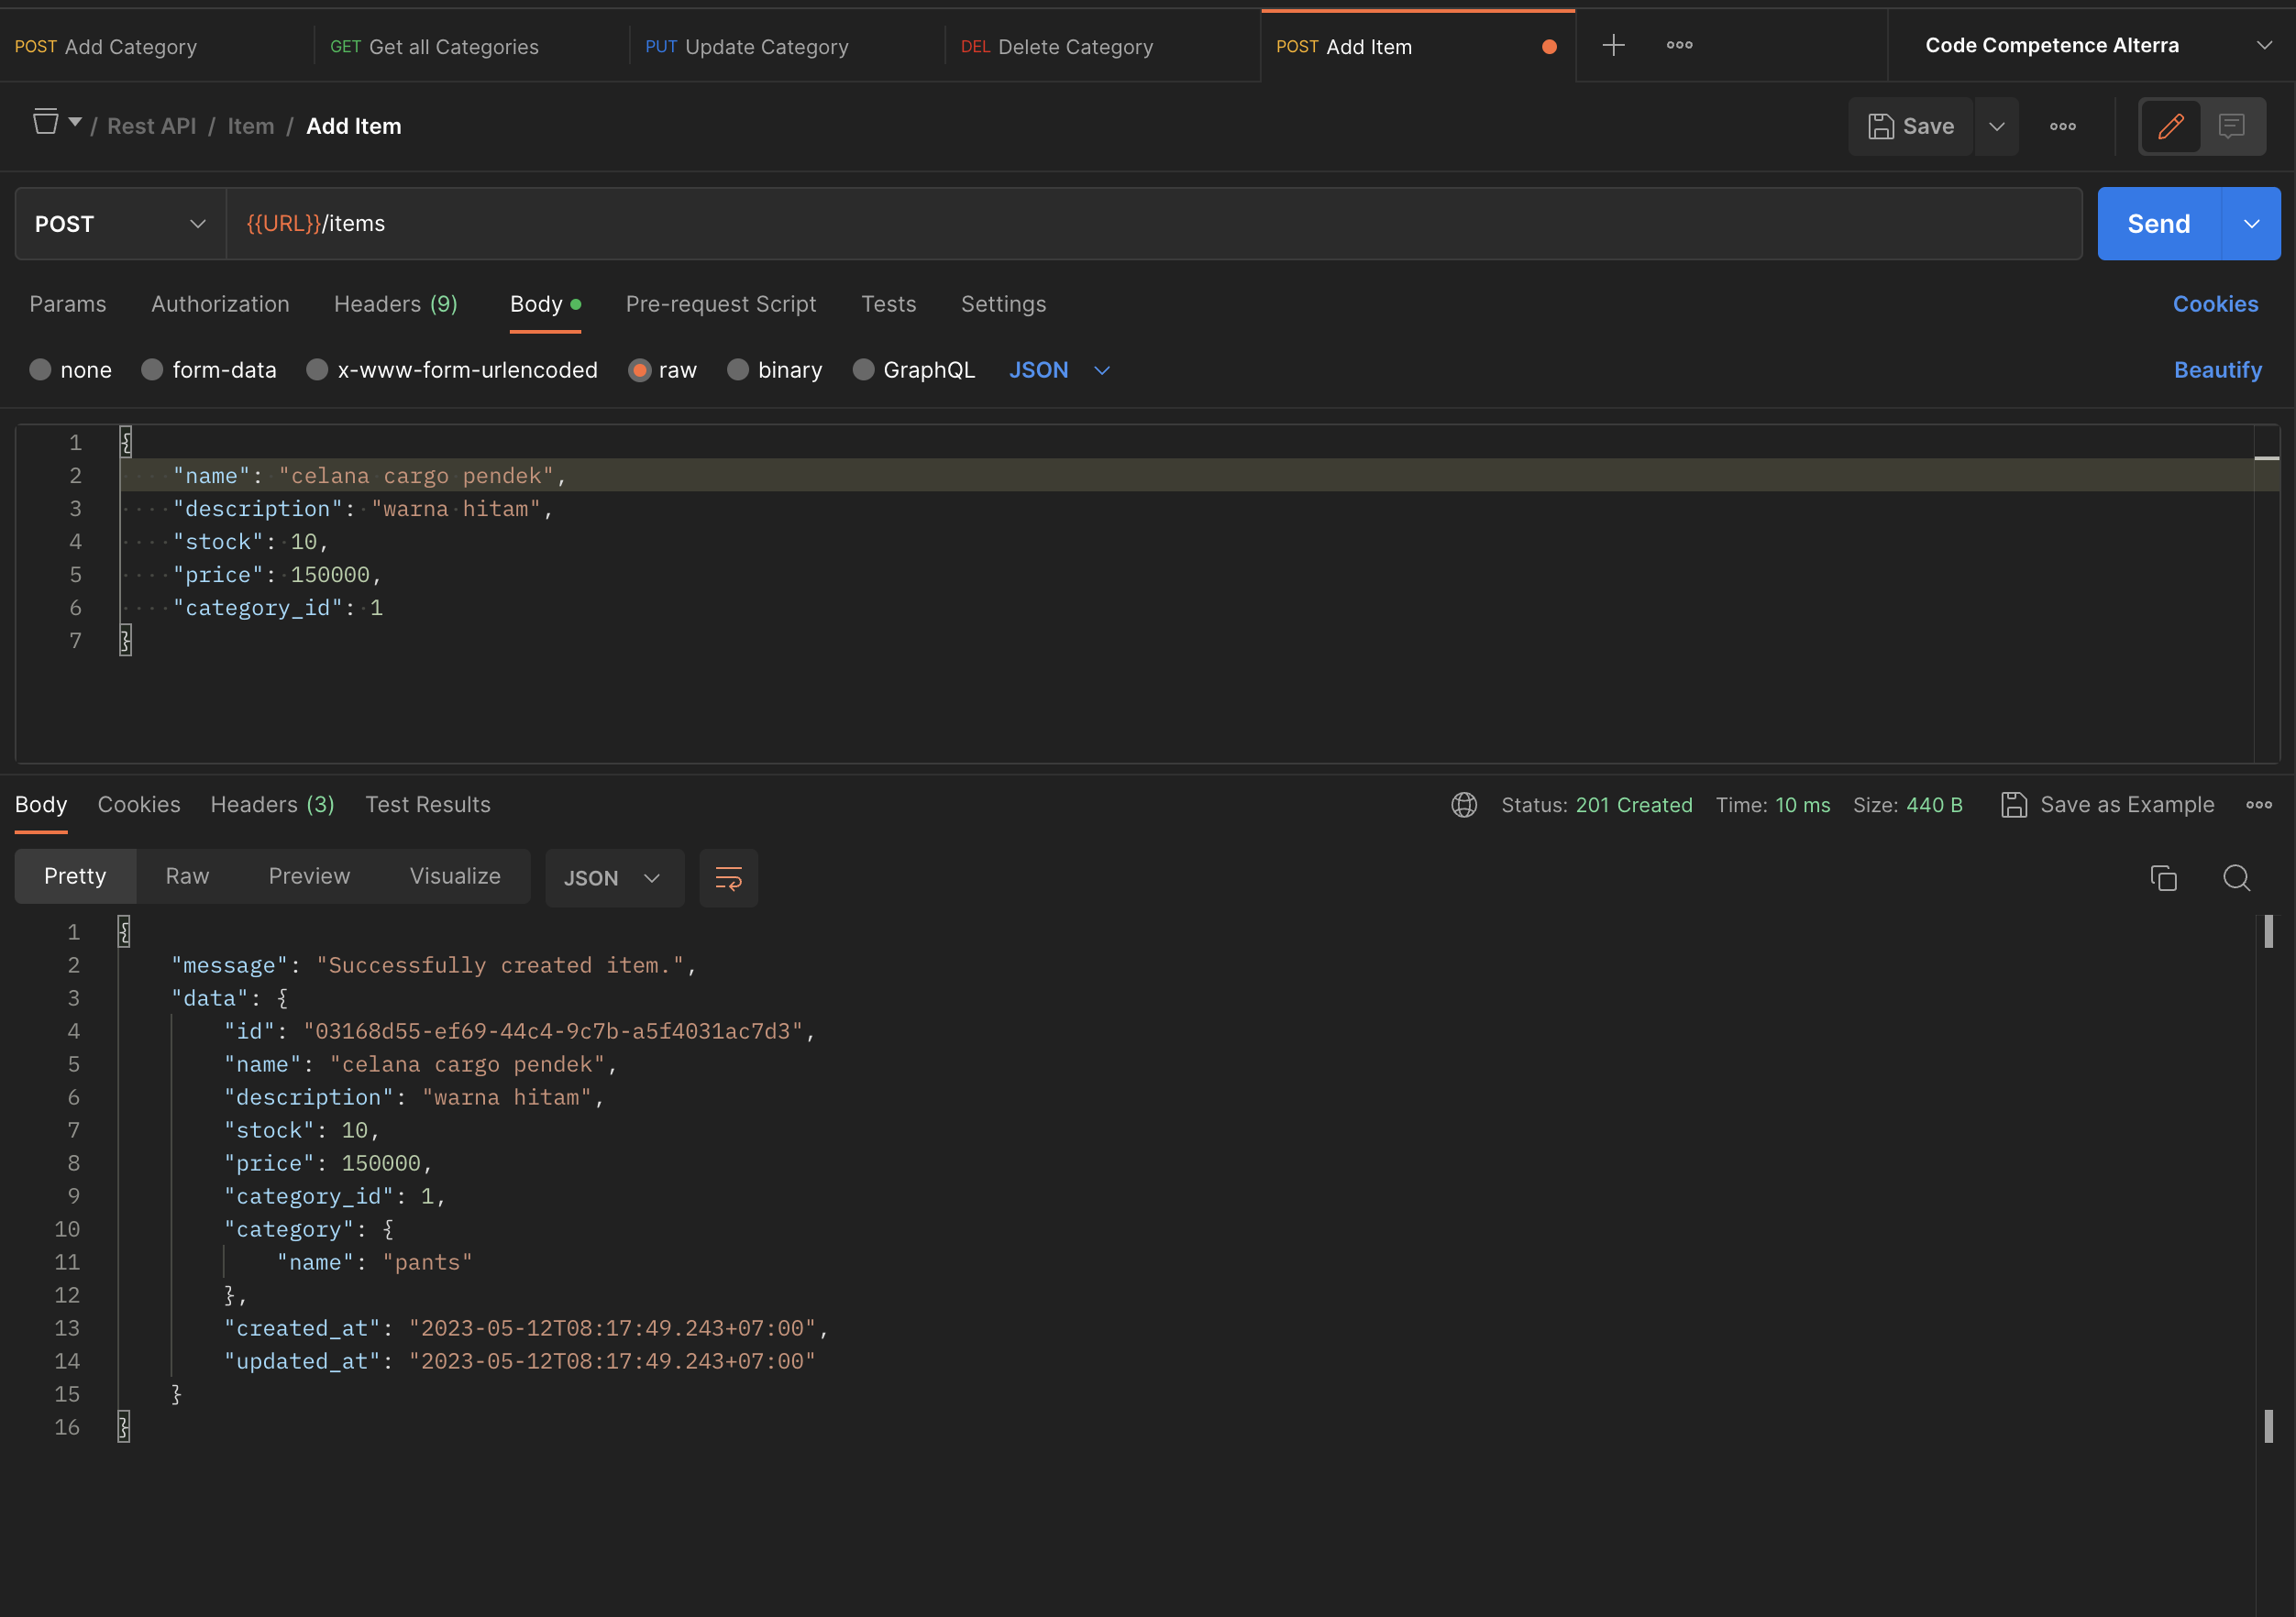 POST Add Category GET Get all Categories PUT Update Category DEL Delete Category POST Add Item Code Competence Alterra
/ Rest API / Item / Add Item Save
POST {{URL}}/items Send
Params Authorization Headers (9) Body Pre-request Script Tests Settings Cookies
none form-data x-www-form-urlencoded raw binary GraphQL JSON Beautify
1 {
2 "name": "celana cargo pendek",
3 "description": "warna hitam",
4 "stock": 10,
5 "price": 150000,
6 "category_id": 1
7 }
Body Cookies Headers (3) Test Results Status: 201 Created Time: 10 ms Size: 440 B Save as Example
Pretty Raw Preview Visualize JSON
1 {
2 "message": "Successfully created item.",
3 "data": {
4 "id": "03168d55-ef69-44c4-9c7b-a5f4031ac7d3",
5 "name": "celana cargo pendek",
6 "description": "warna hitam",
7 "stock": 10,
8 "price": 150000,
9 "category_id": 1,
10 "category": {
11 "name": "pants"
12 },
13 "created_at": "2023-05-12T08:17:49.243+07:00",
14 "updated_at": "2023-05-12T08:17:49.243+07:00"
15 }
16 }